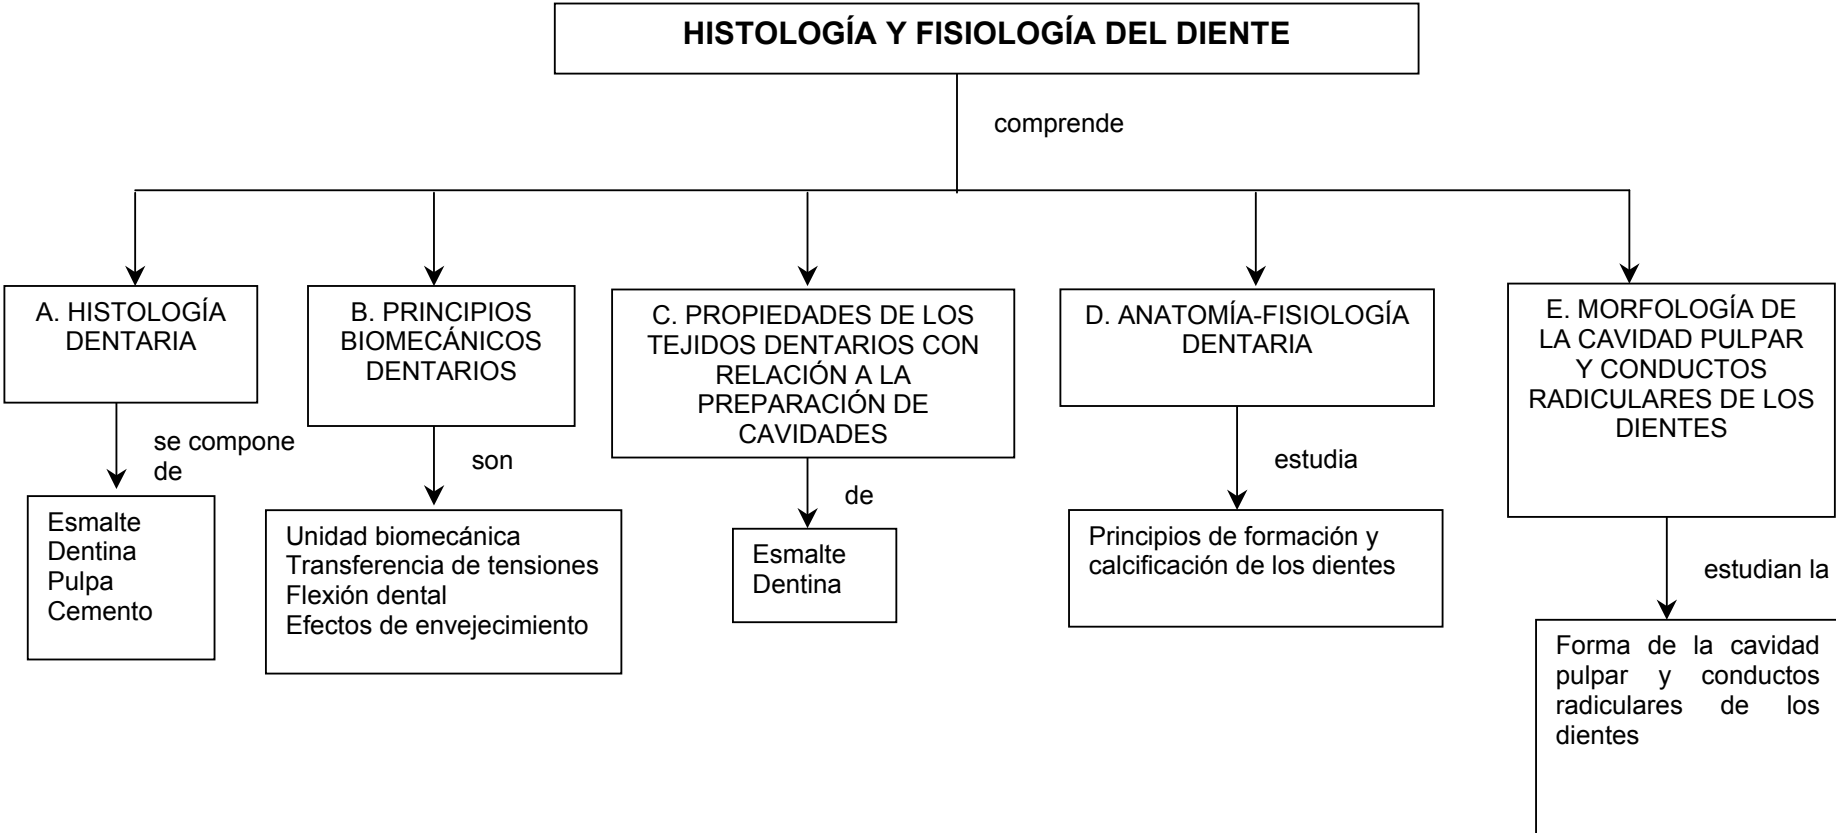 HISTOLOGÍA Y FISIOLOGÍA DEL DIENTE
comprende
A. HISTOLOGÍA
DENTARIA
B. PRINCIPIOS
BIOMECÁNICOS
DENTARIOS
C. PROPIEDADES DE LOS
TEJIDOS DENTARIOS CON
RELACIÓN A LA
PREPARACIÓN DE
CAVIDADES
D. ANATOMÍA-FISIOLOGÍA
DENTARIA
E. MORFOLOGÍA DE
LA CAVIDAD PULPAR
Y CONDUCTOS
RADICULARES DE LOS
DIENTES
se compone
de
son
de
estudia
estudian la
Esmalte
Dentina
Pulpa
Cemento
Unidad biomecánica
Transferencia de tensiones
Flexión dental
Efectos de envejecimiento
Esmalte
Dentina
Principios de formación y
calcificación de los dientes
Forma de la cavidad
pulpar y conductos
radiculares de los
dientes